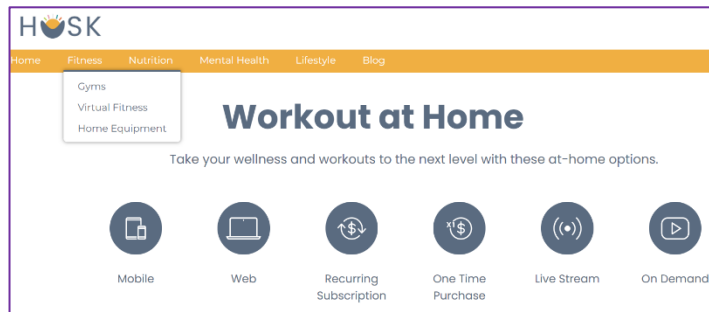 HUSK
Home Fitness Nutrition Mental Health Lifestyle Blog
Gyms
Virtual Fitness
Home Equipment
Workout at Home
Take your wellness and workouts to the next level with these at-home options.
x1
Mobile Web Recurring Subscription One Time Purchase Live Stream On Demand